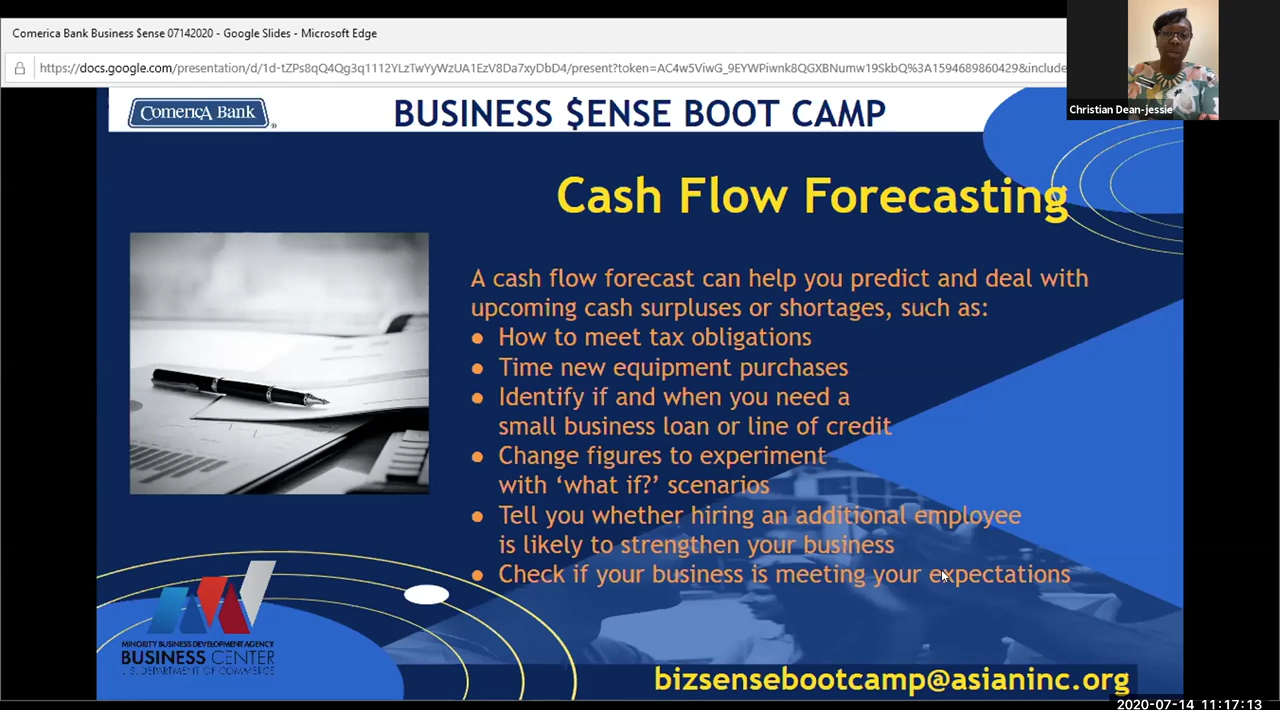 Comerica Bank Business $ense 07142020 - Google Slides - Microsoft Edge
https://docs.google.com/presentation/d/1d-tZPs8qQ4Qg3q1112YLzTwYyWzUA1EzV8Da7xyDbD4/present?token=AC4w5ViwG_9EYWPiwnk8QGXBNumw19SkbQ%3A1594689860429&include
Christian Dean-jessie
Comerica Bank
BUSINESS $ENSE BOOT CAMP
Cash Flow Forecasting
A cash flow forecast can help you predict and deal with
upcoming cash surpluses or shortages, such as:
● How to meet tax obligations
● Time new equipment purchases
● Identify if and when you need a
small business loan or line of credit
● Change figures to experiment
with ‘what if?’ scenarios
● Tell you whether hiring an additional employee
is likely to strengthen your business
● Check if your business is meeting your expectations
MINORITY BUSINESS DEVELOPMENT AGENCY
BUSINESS CENTER
U.S. DEPARTMENT OF COMMERCE
bizsensebootcamp@asianinc.org
2020-07-14 11:17:13